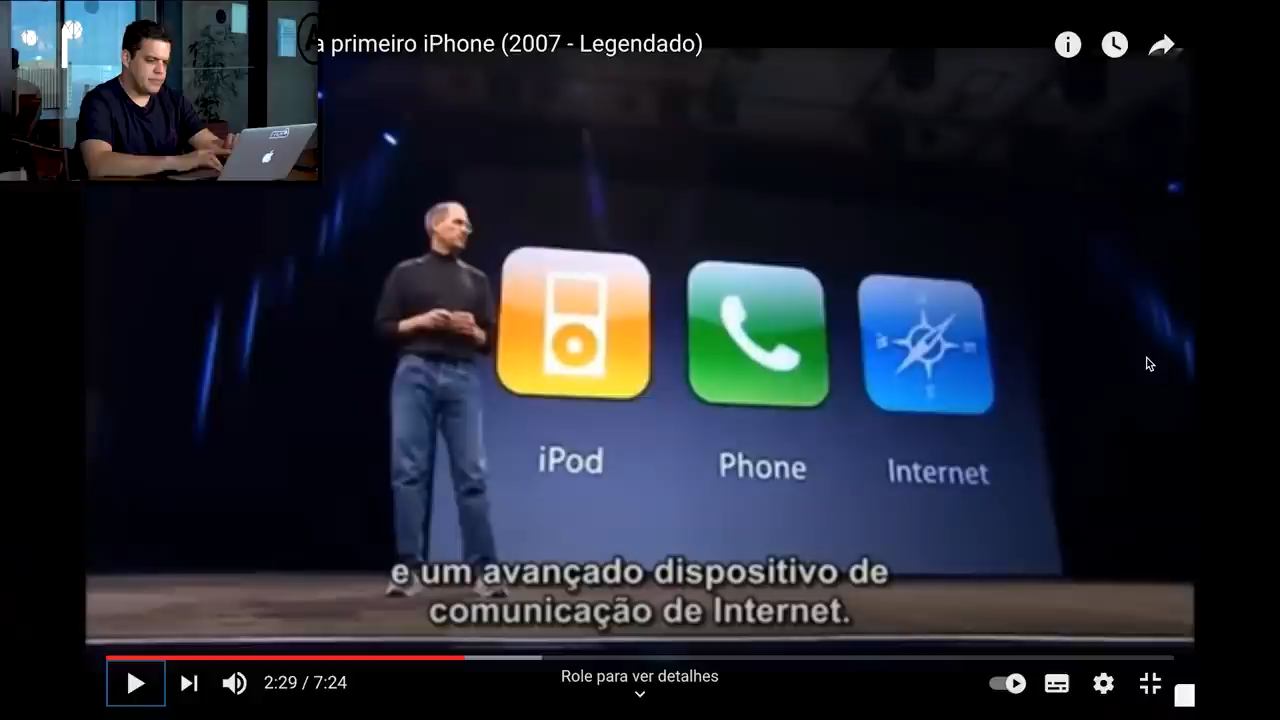 a primeiro iPhone (2007 - Legendado)
iPod
Phone
Internet
e um avançado dispositivo de
comunicação de Internet.
2:29 / 7:24
Role para ver detalhes